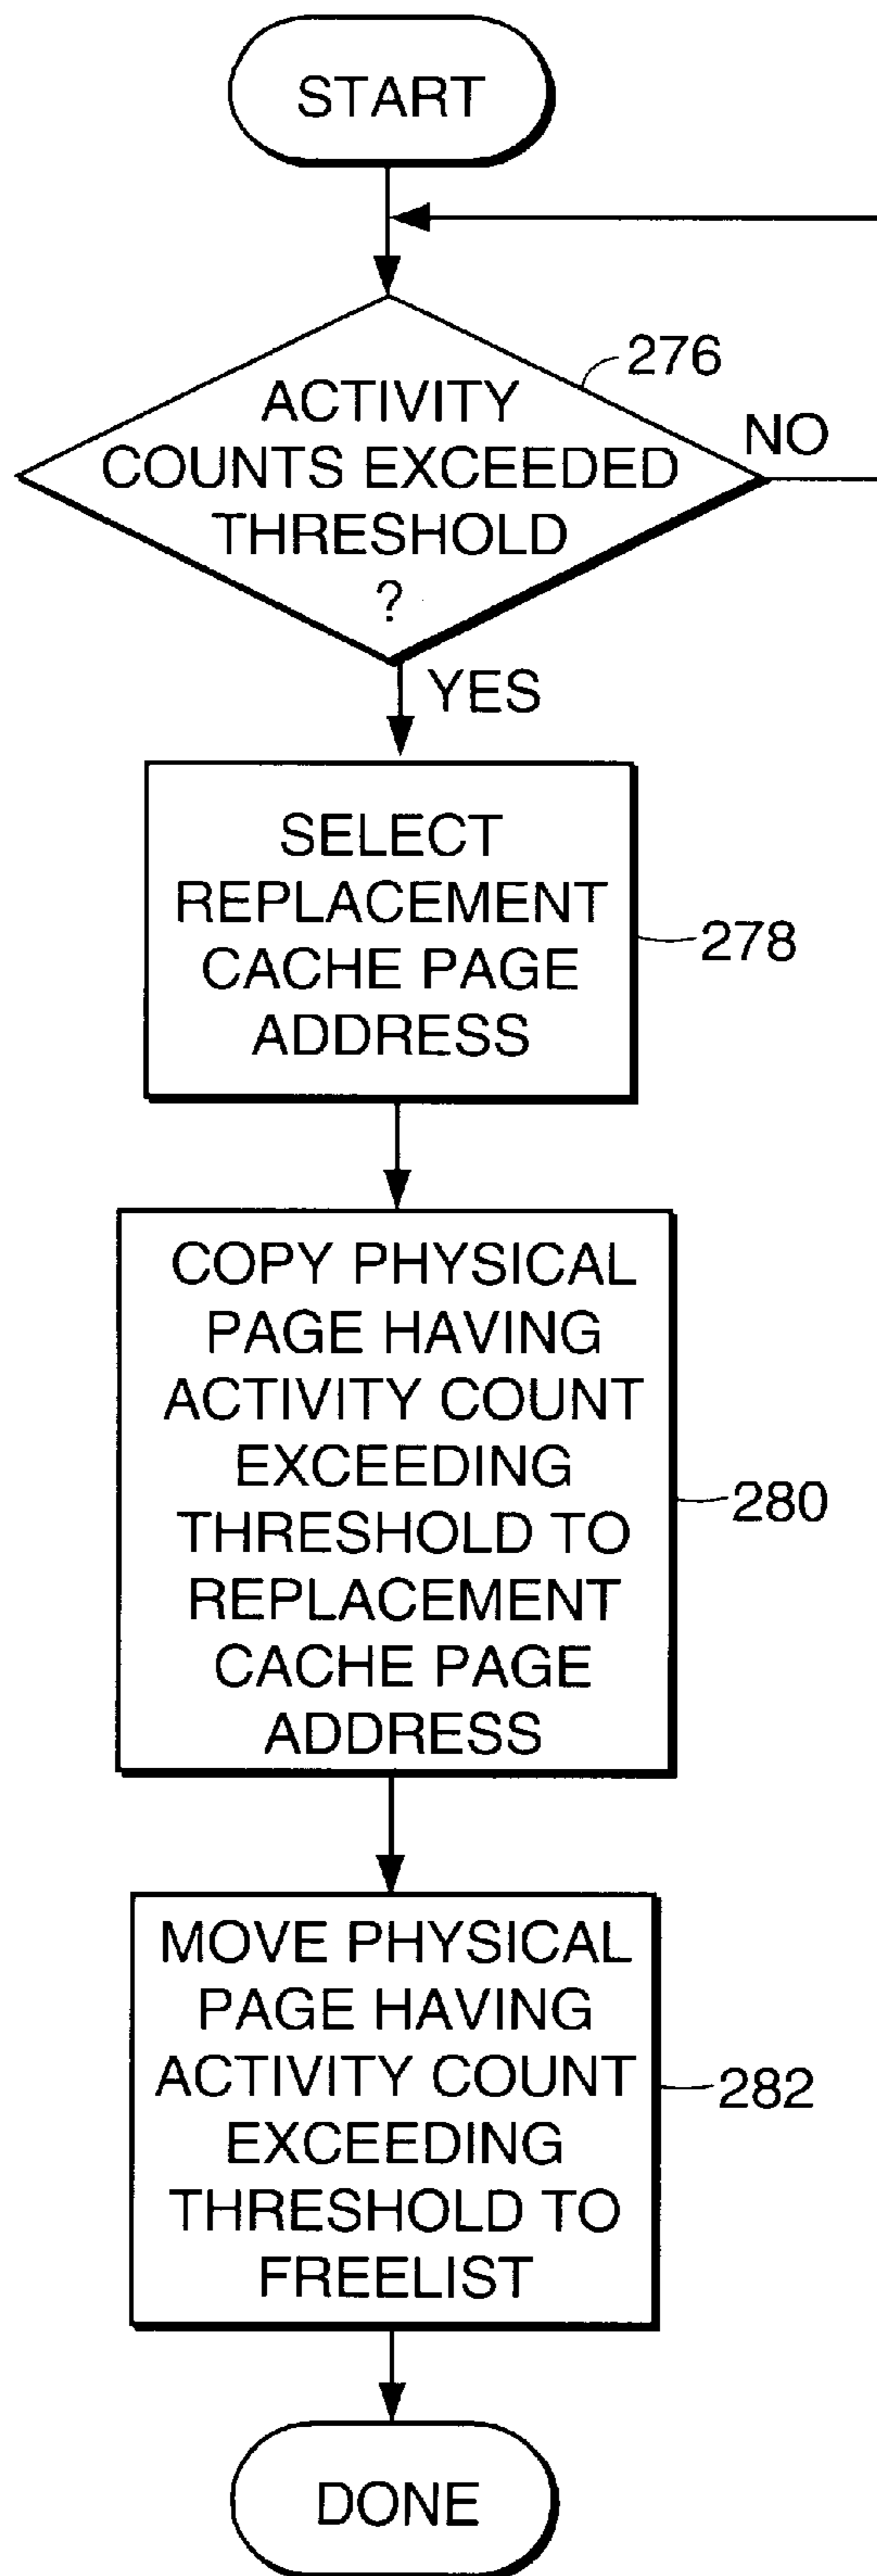 START
276
ACTIVITY
COUNTS EXCEEDED
THRESHOLD
?
NO
YES
SELECT
REPLACEMENT
CACHE PAGE
ADDRESS
278
COPY PHYSICAL
PAGE HAVING
ACTIVITY COUNT
EXCEEDING
THRESHOLD TO
REPLACEMENT
CACHE PAGE
ADDRESS
280
MOVE PHYSICAL
PAGE HAVING
ACTIVITY COUNT
EXCEEDING
THRESHOLD TO
FREELIST
282
DONE